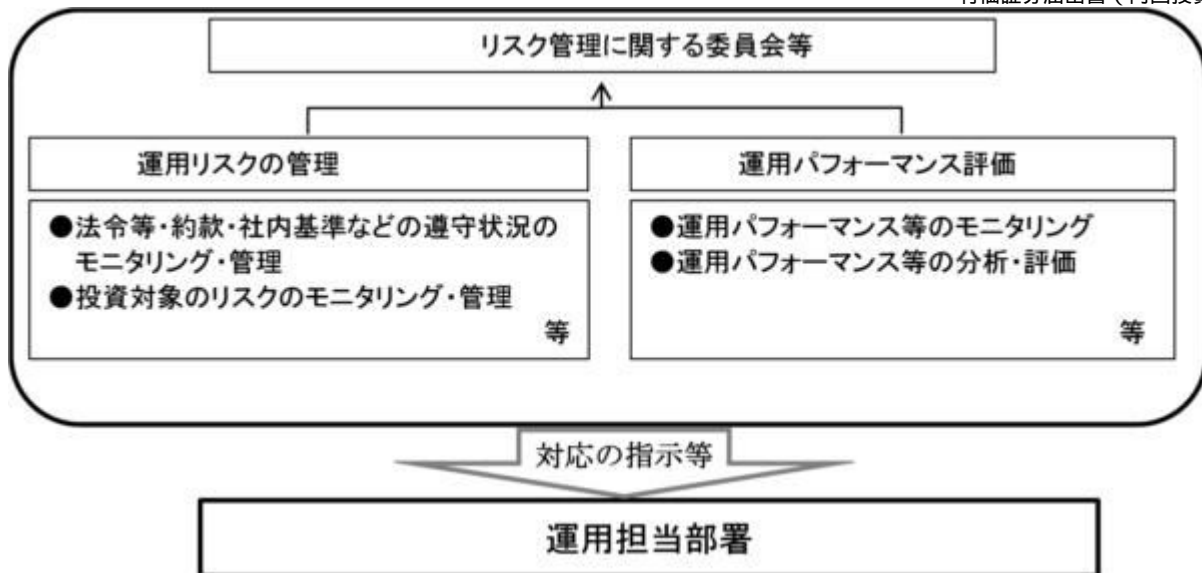 リスク管理に関する委員会等
運用リスクの管理
運用パフォーマンス評価
●法令等・約款・社内基準などの遵守状況の
モニタリング・管理
●投資対象のリスクのモニタリング・管理
等
●運用パフォーマンス等のモニタリング
●運用パフォーマンス等の分析・評価
等
対応の指示等
運用担当部署